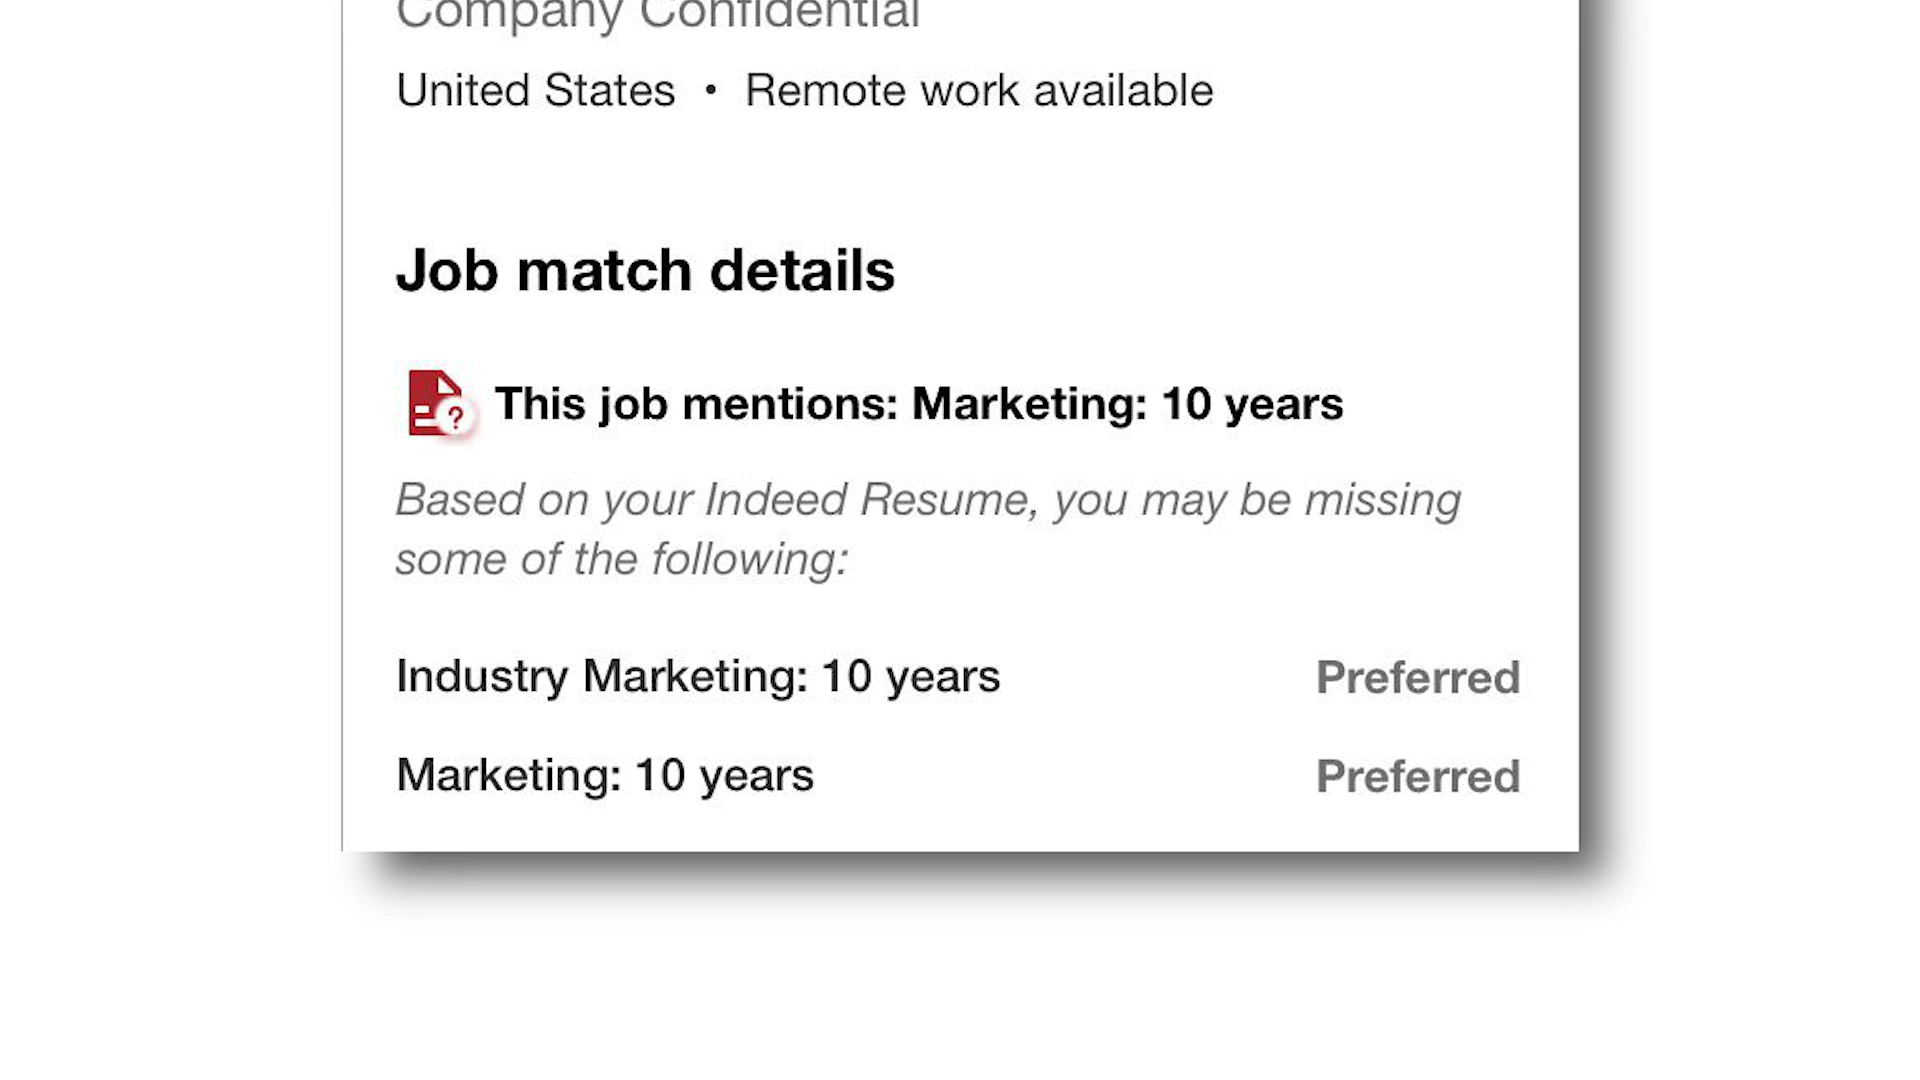 Company Confidential
United States • Remote work available
Job match details
This job mentions: Marketing: 10 years
Based on your Indeed Resume, you may be missing
some of the following:
Industry Marketing: 10 years Preferred
Marketing: 10 years Preferred